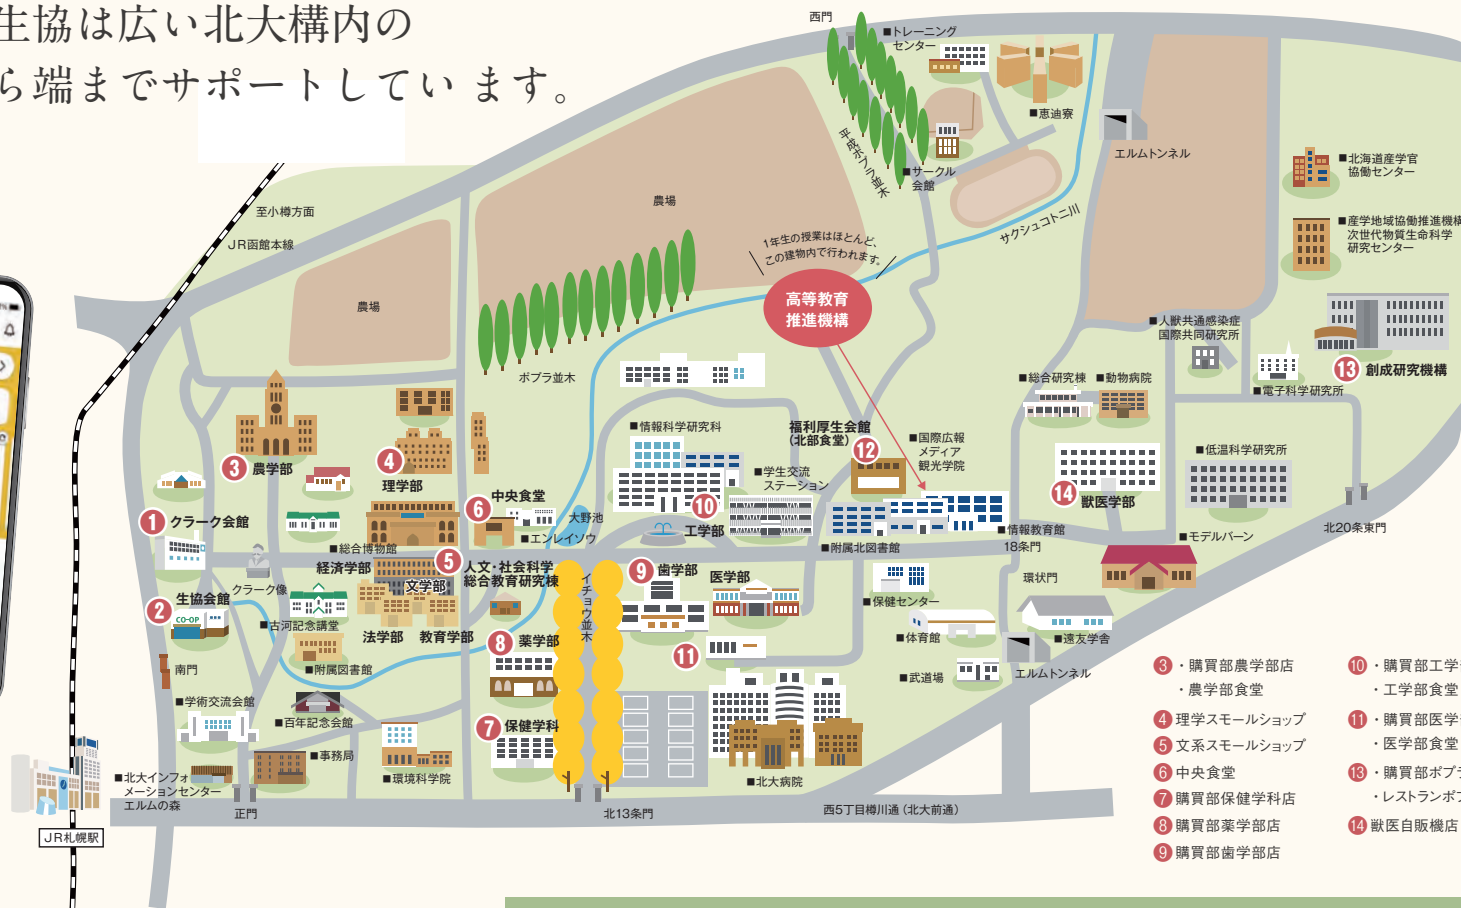 生協は広い北大構内の
ら端までサポートしてい ます。
西門
■トレーニング
センター
■恵迪寮
エルムトンネル
■北海道産学官
協働センター
平成ポプラ並木
■サークル
会館
農場
サクシュコトニ川
■産学地域協働推進機構
次世代物質生命科学
研究センター
至小樽方面
JR函館本線
1年生の授業はほとんど、
この建物内で行われます。
農場
高等教育
推進機構
■人獣共通感染症
国際共同研究所
13 創成研究機構
ポプラ並木
■総合研究棟
■動物病院
■電子科学研究所
■情報科学研究科
福利厚生会館
(北部食堂)
12
■国際広報
メディア
観光学院
■低温科学研究所
3 農学部
4
理学部
■学生交流
ステーション
14
獣医学部
中央食堂
6
10
工学部
大野池
1 クラーク会館
■エンレイソウ
■情報教育館
18条門
北20条東門
■モデルバーン
■総合博物館
■附属北図書館
経済学部
5 人文・社会科学
総合教育研究棟
文学部
9 歯学部
医学部
環状門
クラーク像
イチョウ並木
2 生協会館
CO-OP
■保健センター
■古河記念講堂
法学部
教育学部
8 薬学部
■体育館
■遠友学舎
11
南門
■附属図書館
■武道場
エルムトンネル
■学術交流会館
■百年記念会館
7 保健学科
■事務局
■北大インフォ
メーションセンター
エルムの森
■環境科学院
■北大病院
正門
北13条門
西5丁目樽川通(北大前通)
JR札幌駅
3 ・購買部農学部店
・農学部食堂
4 理学スモールショップ
5 文系スモールショップ
6 中央食堂
7 購買部保健学科店
8 購買部薬学部店
9 購買部歯学部店
10 ・購買部工学
・工学部食堂
11 ・購買部医学
・医学部食堂
13 ・購買部ポプラ
・レストランポプ
14 獣医自販機店